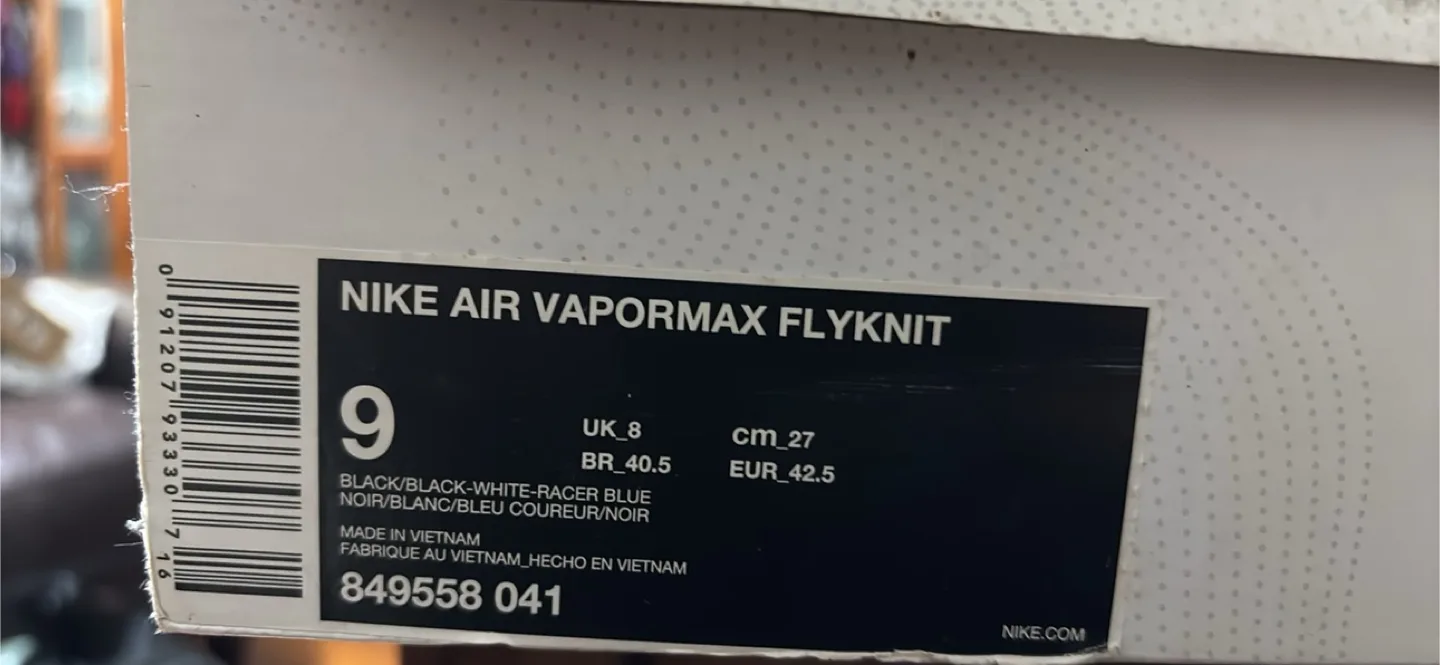 NIKE AIR VAPORMAX FLYKNIT
9
UK_8 cm_27
BR_40.5 EUR_42.5
BLACK/BLACK-WHITE-RACER BLUE
NOIR/BLANC/BLEU COUREUR/NOIR
MADE IN VIETNAM
FABRIQUE AU VIETNAM_HECHO EN VIETNAM
849558 041
NIKE.COM
0 91207 93330 7 16